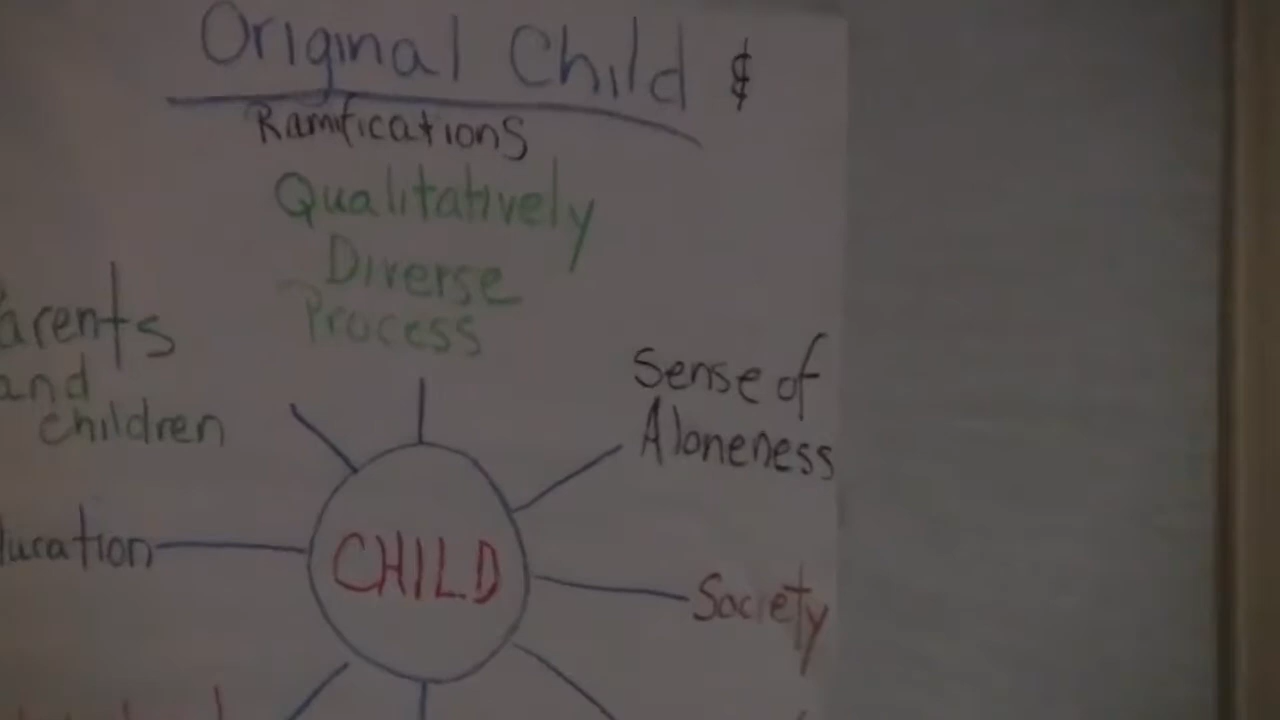 Original Child &
Ramifications
Qualitatively
Diverse
Process
arents
and
children
Sense of
Aloneness
ucation
CHILD
Society